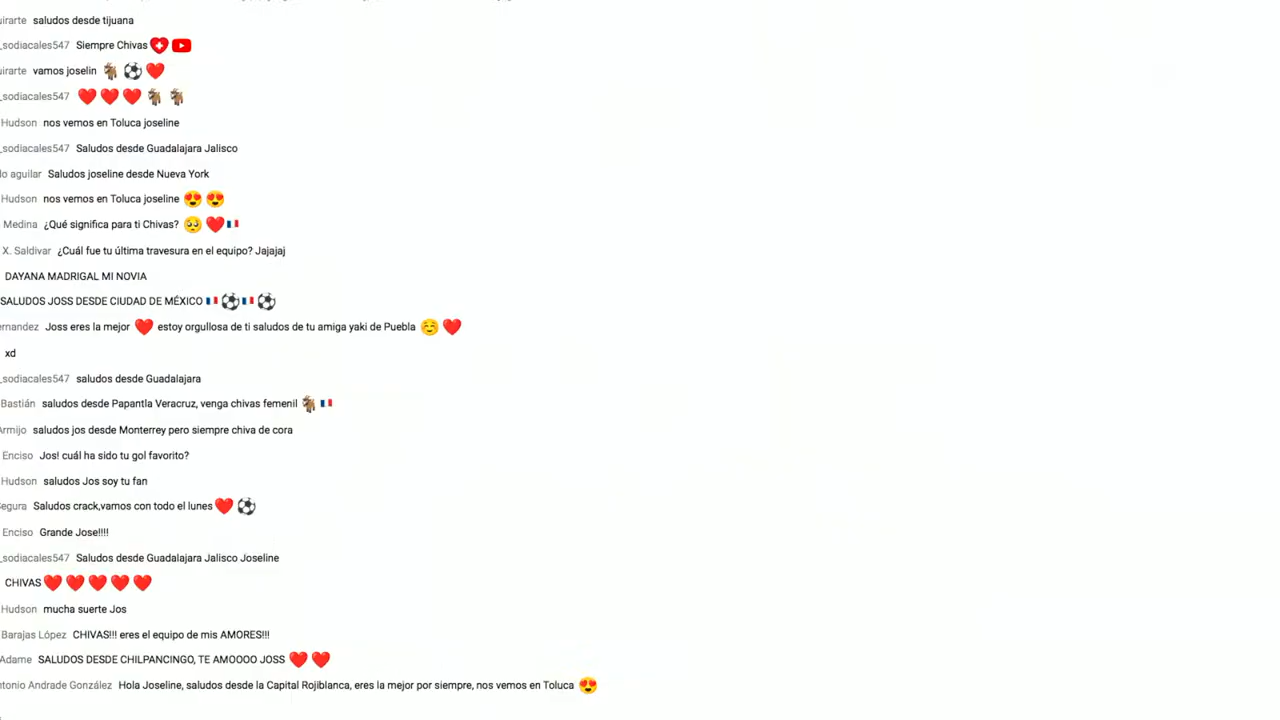 saludos desde tijuana
_sodiacales547 Siempre Chivas
vamos joselin
_sodiacales547
Hudson nos vemos en Toluca joseline
_sodiacales547 Saludos desde Guadalajara Jalisco
aguilar Saludos joseline desde Nueva York
Hudson nos vemos en Toluca joseline 😍 😍
Medina ¿Qué significa para ti Chivas? 🥺 ❤️🇫🇷
X. Saldivar ¿Cuál fue tu última travesura en el equipo? Jajajaj
DAYANA MADRIGAL MI NOVIA
SALUDOS JOSS DESDE CIUDAD DE MÉXICO 🇫🇷⚽🇫🇷⚽
Joss eres la mejor ❤️ estoy orgullosa de ti saludos de tu amiga yaki de Puebla ☺️ ❤️
xd
_sodiacales547 saludos desde Guadalajara
Bastián saludos desde Papantla Veracruz, venga chivas femenil 🐐 🇫🇷
saludos jos desde Monterrey pero siempre chiva de cora
Enciso Jos! cuál ha sido tu gol favorito?
Hudson saludos Jos soy tu fan
Saludos crack,vamos con todo el lunes❤️ ⚽
Enciso Grande Jose!!!!
_sodiacales547 Saludos desde Guadalajara Jalisco Joseline
CHIVAS❤️ ❤️ ❤️ ❤️ ❤️
Hudson mucha suerte Jos
Barajas López CHIVAS!!! eres el equipo de mis AMORES!!!
Adame SALUDOS DESDE CHILPANCINGO, TE AMOOOO JOSS ❤️ ❤️
Andrade González Hola Joseline, saludos desde la Capital Rojiblanca, eres la mejor por siempre, nos vemos en Toluca 😍